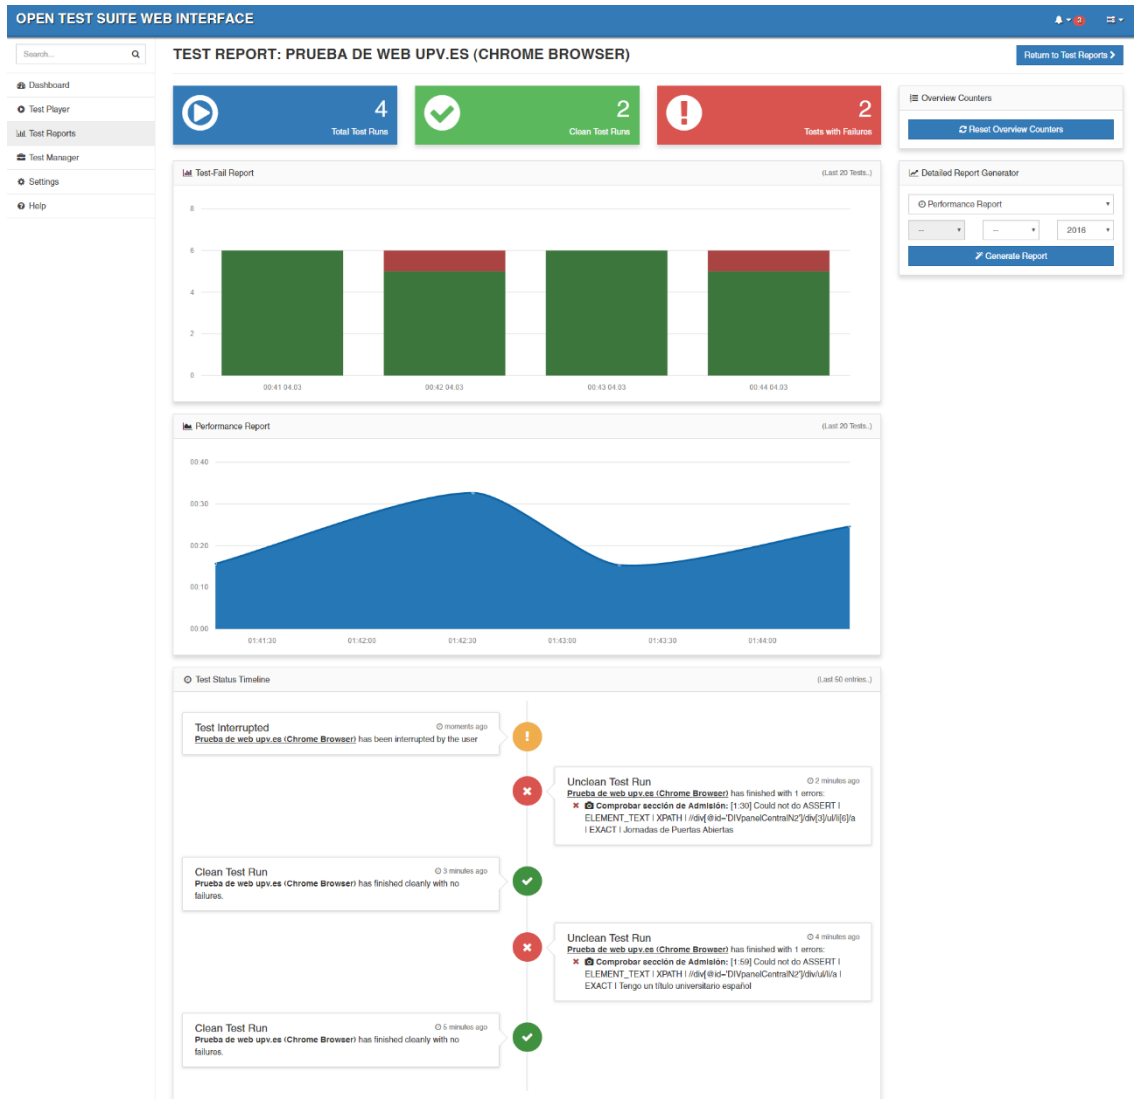 OPEN TEST SUITE WEB INTERFACE
3
Search...
Dashboard
Test Player
Test Reports
Test Manager
Settings
Help
TEST REPORT: PRUEBA DE WEB UPV.ES (CHROME BROWSER)
Return to Test Reports
4
Total Test Runs
2
Clean Test Runs
2
Tests with Failures
Overview Counters
Reset Overview Counters
Detailed Report Generator
Performance Report
--
--
2016
Generate Report
Test-Fail Report
(Last 20 Tests..)
8
6
4
2
0
00:41 04.03
00:42 04.03
00:43 04.03
00:44 04.03
Performance Report
(Last 20 Tests..)
00:40
00:30
00:20
00:10
00:00
01:41:30
01:42:00
01:42:30
01:43:00
01:43:30
01:44:00
Test Status Timeline
(Last 50 entries..)
Test Interrupted
moments ago
Prueba de web upv.es (Chrome Browser) has been interrupted by the user
Unclean Test Run
2 minutes ago
Prueba de web upv.es (Chrome Browser) has finished with 1 errors:
Comprobar sección de Admisión: [1:30] Could not do ASSERT |
ELEMENT_TEXT | XPATH | //div[@id='DIVpanelCentralN2']/div[3]/ul/li[6]/a
| EXACT | Jornadas de Puertas Abiertas
Clean Test Run
3 minutes ago
Prueba de web upv.es (Chrome Browser) has finished cleanly with no
failures.
Unclean Test Run
4 minutes ago
Prueba de web upv.es (Chrome Browser) has finished with 1 errors:
Comprobar sección de Admisión: [1:59] Could not do ASSERT |
ELEMENT_TEXT | XPATH | //div[@id='DIVpanelCentralN2']/div/ul/li/a |
EXACT | Tengo un título universitario español
Clean Test Run
5 minutes ago
Prueba de web upv.es (Chrome Browser) has finished cleanly with no
failures.